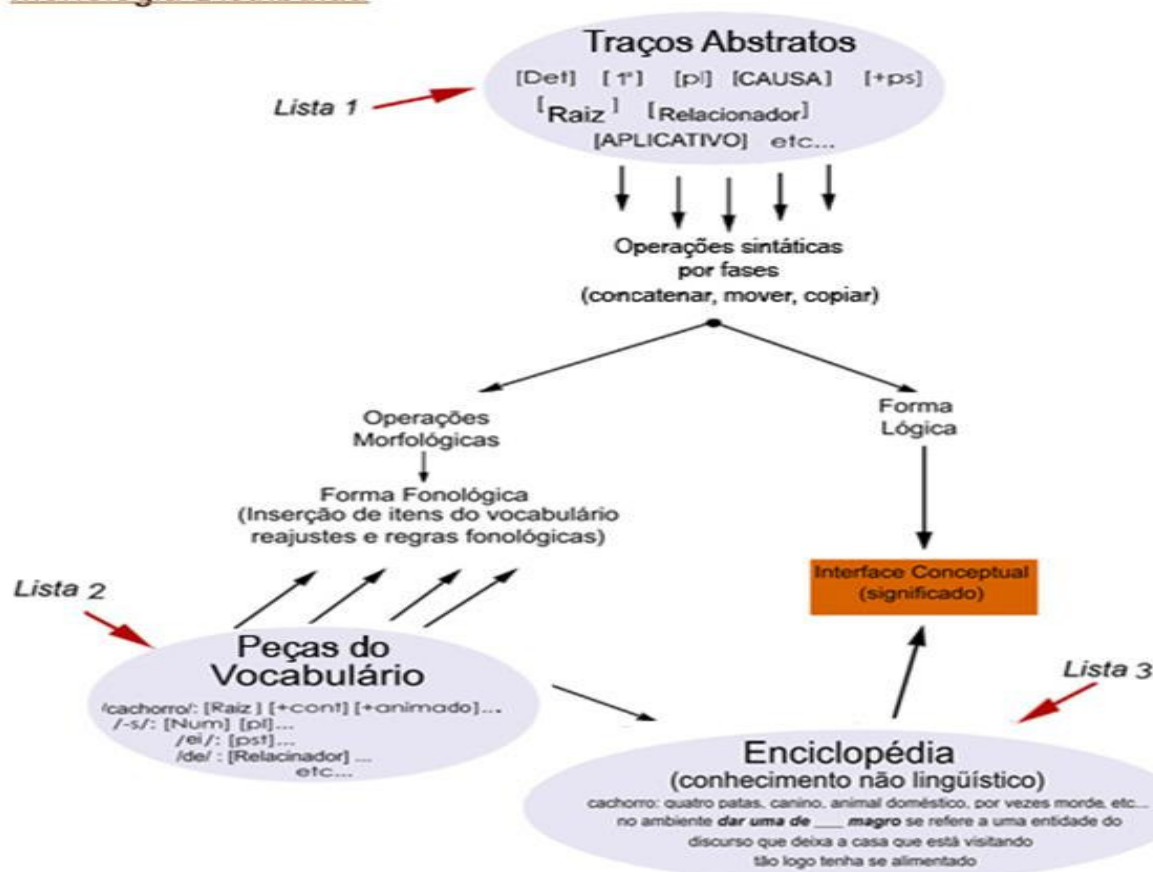 Traços Abstratos
[Det] [1ª] [pl] [CAUSA] [+ps]
Lista 1
[Raiz] [Relacionador]
[APLICATIVO] etc...
Operações sintáticas
por fases
(concatenar, mover, copiar)
Operações
Morfológicas
Forma
Lógica
Forma Fonológica
(Inserção de itens do vocabulário
reajustes e regras fonológicas)
Interface Conceptual
(significado)
Lista 2
Peças do
Vocabulário
/cachorro/: [Raiz ] [+cont] [+animado]...
/-s/: [Num] [pl]...
/ei/: [pst]...
/de/ : [Relacinador] ...
etc...
Lista 3
Enciclopédia
(conhecimento não lingüístico)
cachorro: quatro patas, canino, animal doméstico, por vezes morde, etc...
no ambiente dar uma de ___ magro se refere a uma entidade do
discurso que deixa a casa que está visitando
tão logo tenha se alimentado